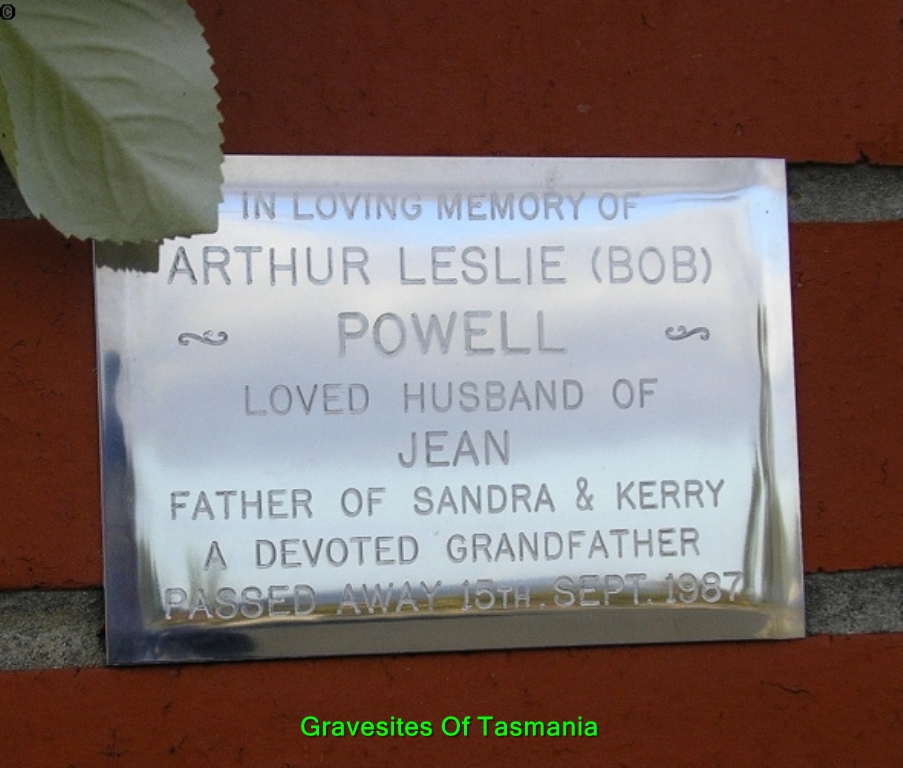 ©
IN LOVING MEMORY OF
ARTHUR LESLIE (BOB)
POWELL
LOVED HUSBAND OF
JEAN
FATHER OF SANDRA & KERRY
A DEVOTED GRANDFATHER
PASSED AWAY 15TH. SEPT. 1987
Gravesites Of Tasmania